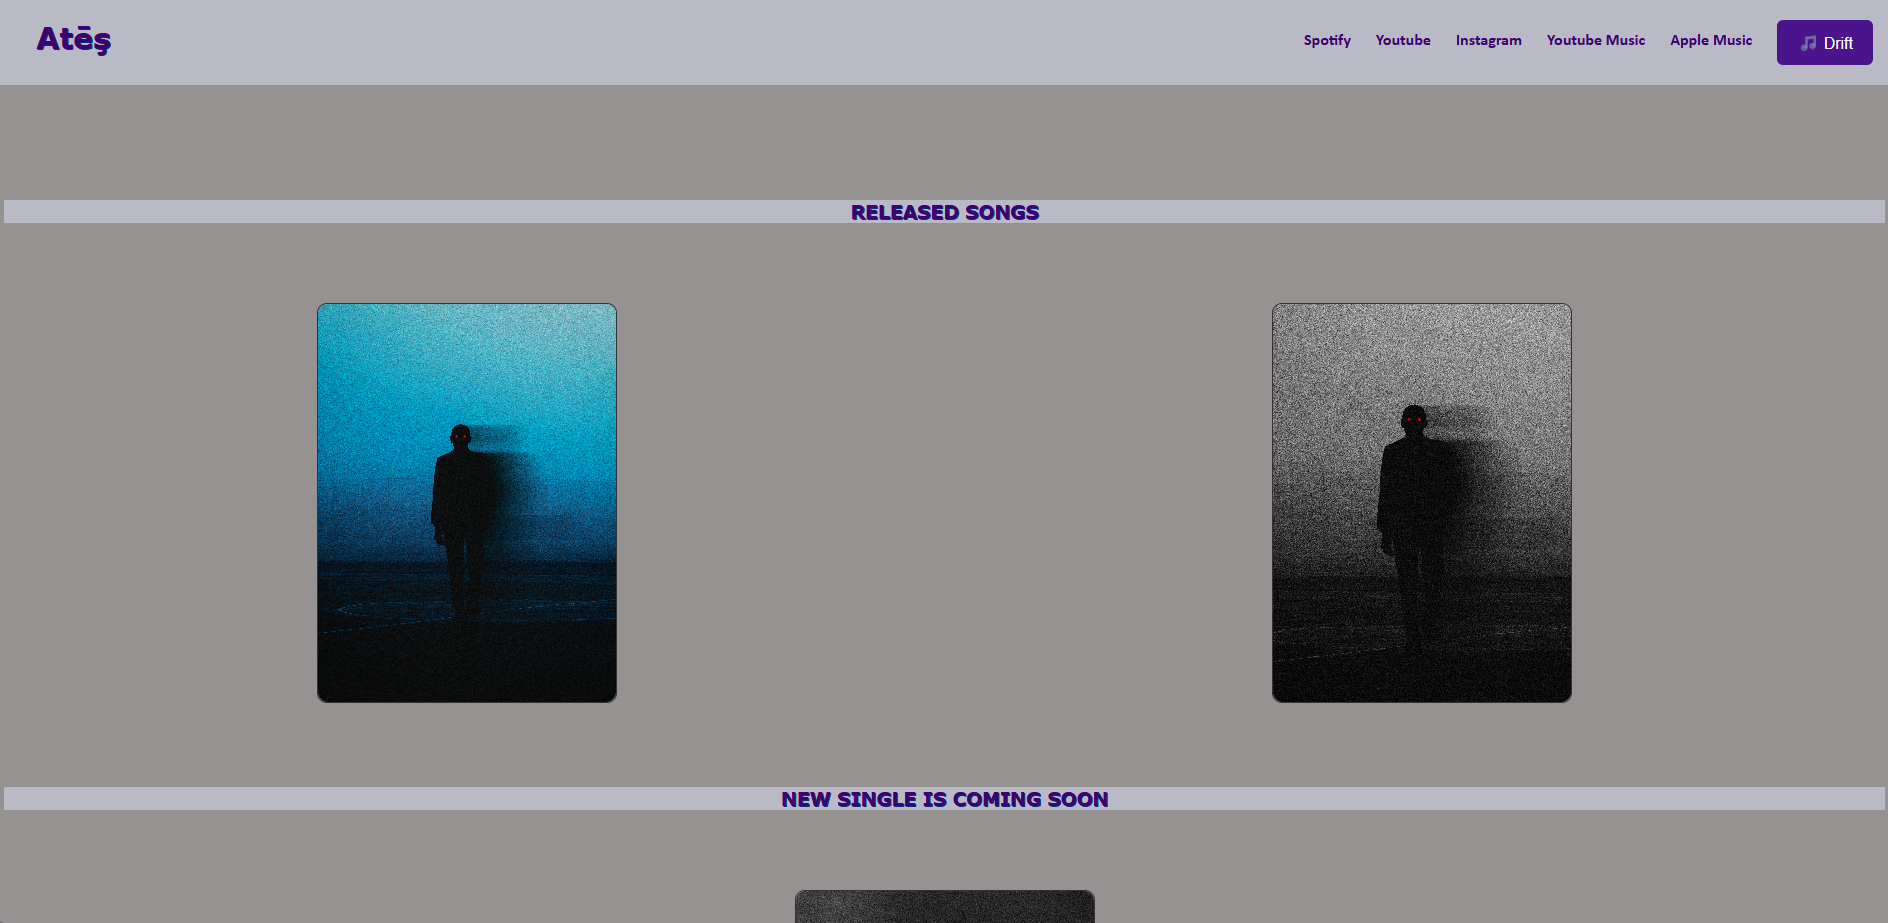 Atēş
Spotify Youtube Instagram Youtube Music Apple Music 🎵 Drift
RELEASED SONGS
NEW SINGLE IS COMING SOON